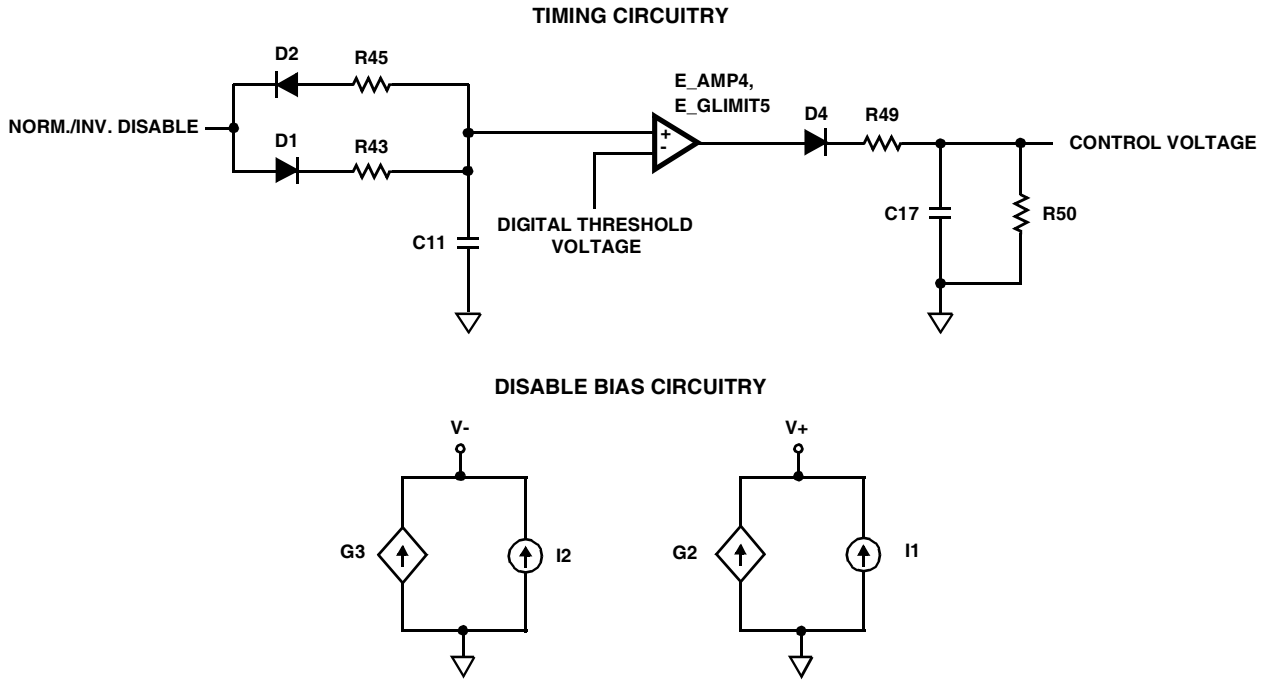 TIMING CIRCUITRY
D2
R45
NORM./INV. DISABLE
D1
R43
C11
E_AMP4,
E_GLIMIT5
+
-
DIGITAL THRESHOLD
VOLTAGE
D4
R49
CONTROL VOLTAGE
C17
R50
DISABLE BIAS CIRCUITRY
V-
V+
G3
I2
G2
I1